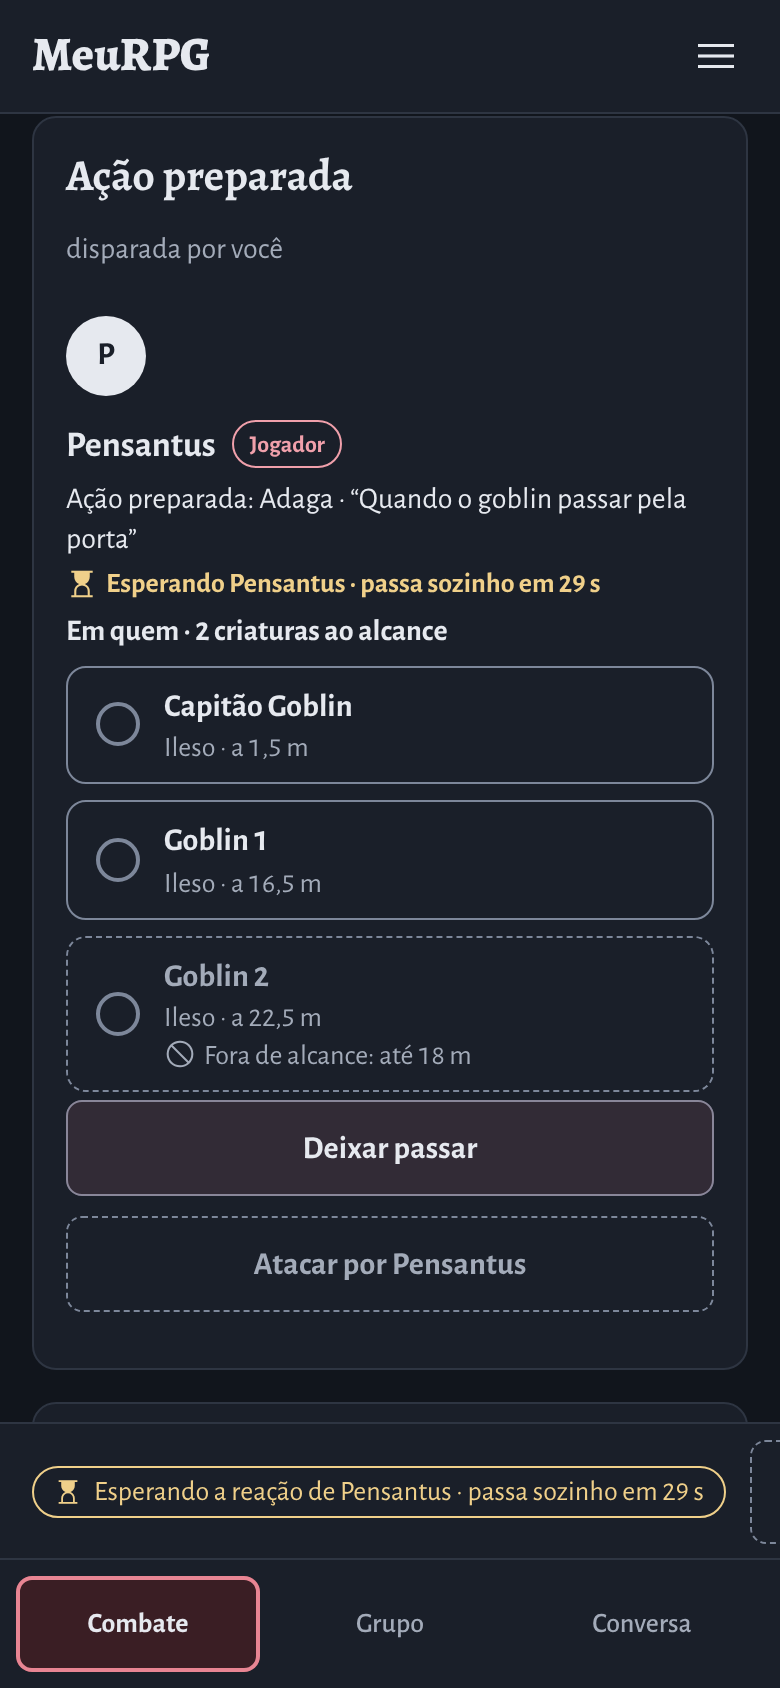 MeuRPG
Ação preparada
disparada por você
P
Pensantus Jogador
Ação preparada: Adaga · “Quando o goblin passar pela
porta”
Esperando Pensantus · passa sozinho em 29 s
Em quem · 2 criaturas ao alcance
Capitão Goblin
Ileso · a 1,5 m
Goblin 1
Ileso · a 16,5 m
Goblin 2
Ileso · a 22,5 m
Fora de alcance: até 18 m
Deixar passar
Atacar por Pensantus
Esperando a reação de Pensantus · passa sozinho em 29 s
Combate Grupo Conversa